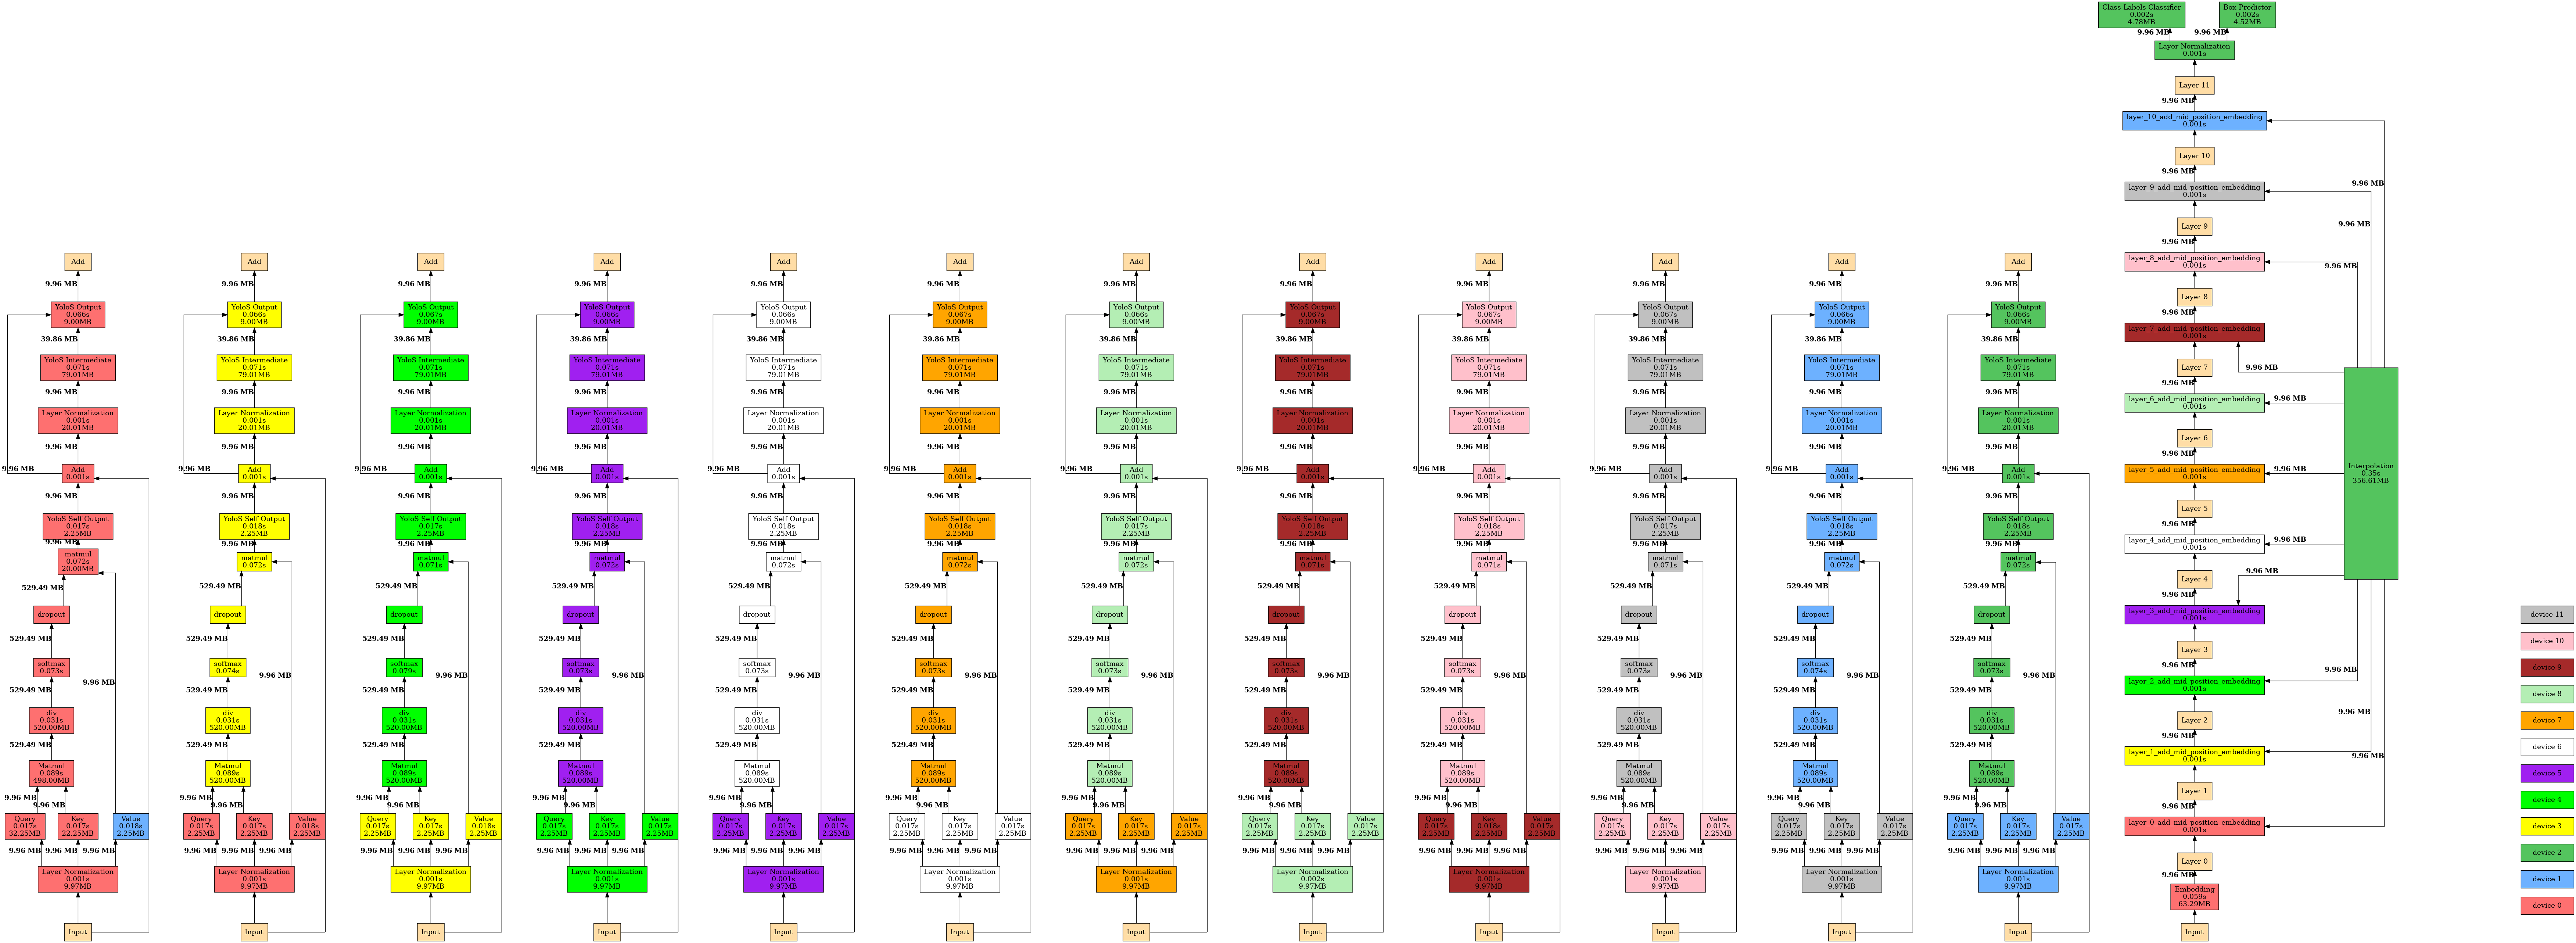 Add
9.96 MB
YoloS Output
0.066s
9.00MB
39.86 MB
YoloS Intermediate
0.071s
79.01MB
9.96 MB
Layer Normalization
0.001s
20.01MB
9.96 MB
9.96 MB
Add
0.001s
9.96 MB
YoloS Self Output
0.017s
2.25MB
9.96 MB
matmul
0.072s
20.00MB
529.49 MB
dropout
529.49 MB
softmax
0.073s
9.96 MB
529.49 MB
div
0.031s
520.00MB
529.49 MB
Matmul
0.089s
498.00MB
9.96 MB
9.96 MB
Query
0.017s
32.25MB
Key
0.017s
22.25MB
Value
0.018s
2.25MB
9.96 MB 9.96 MB 9.96 MB
Layer Normalization
0.001s
9.97MB
Input
Add
9.96 MB
YoloS Output
0.066s
9.00MB
39.86 MB
YoloS Intermediate
0.071s
79.01MB
9.96 MB
Layer Normalization
0.001s
20.01MB
9.96 MB
9.96 MB
Add
0.001s
9.96 MB
YoloS Self Output
0.018s
2.25MB
9.96 MB
matmul
0.072s
529.49 MB
dropout
529.49 MB
softmax
0.074s
9.96 MB
529.49 MB
div
0.031s
520.00MB
529.49 MB
Matmul
0.089s
520.00MB
9.96 MB
9.96 MB
Query
0.017s
2.25MB
Key
0.017s
2.25MB
Value
0.018s
2.25MB
9.96 MB 9.96 MB 9.96 MB
Layer Normalization
0.001s
9.97MB
Input
Add
9.96 MB
YoloS Output
0.067s
9.00MB
39.86 MB
YoloS Intermediate
0.071s
79.01MB
9.96 MB
Layer Normalization
0.001s
20.01MB
9.96 MB
9.96 MB
Add
0.001s
9.96 MB
YoloS Self Output
0.017s
2.25MB
9.96 MB
matmul
0.071s
529.49 MB
dropout
529.49 MB
softmax
0.079s
9.96 MB
529.49 MB
div
0.031s
520.00MB
529.49 MB
Matmul
0.089s
520.00MB
9.96 MB
9.96 MB
Query
0.017s
2.25MB
Key
0.017s
2.25MB
Value
0.018s
2.25MB
9.96 MB 9.96 MB 9.96 MB
Layer Normalization
0.001s
9.97MB
Input
Add
9.96 MB
YoloS Output
0.066s
9.00MB
39.86 MB
YoloS Intermediate
0.071s
79.01MB
9.96 MB
Layer Normalization
0.001s
20.01MB
9.96 MB
9.96 MB
Add
0.001s
9.96 MB
YoloS Self Output
0.018s
2.25MB
9.96 MB
matmul
0.072s
529.49 MB
dropout
529.49 MB
softmax
0.073s
9.96 MB
529.49 MB
div
0.031s
520.00MB
529.49 MB
Matmul
0.089s
520.00MB
9.96 MB
9.96 MB
Query
0.017s
2.25MB
Key
0.017s
2.25MB
Value
0.017s
2.25MB
9.96 MB 9.96 MB 9.96 MB
Layer Normalization
0.001s
9.97MB
Input
Add
9.96 MB
YoloS Output
0.066s
9.00MB
39.86 MB
YoloS Intermediate
0.071s
79.01MB
9.96 MB
Layer Normalization
0.001s
20.01MB
9.96 MB
9.96 MB
Add
0.001s
9.96 MB
YoloS Self Output
0.018s
2.25MB
9.96 MB
matmul
0.072s
529.49 MB
dropout
529.49 MB
softmax
0.073s
9.96 MB
529.49 MB
div
0.031s
520.00MB
529.49 MB
Matmul
0.089s
520.00MB
9.96 MB
9.96 MB
Query
0.017s
2.25MB
Key
0.017s
2.25MB
Value
0.017s
2.25MB
9.96 MB 9.96 MB 9.96 MB
Layer Normalization
0.001s
9.97MB
Input
Add
9.96 MB
YoloS Output
0.067s
9.00MB
39.86 MB
YoloS Intermediate
0.071s
79.01MB
9.96 MB
Layer Normalization
0.001s
20.01MB
9.96 MB
9.96 MB
Add
0.001s
9.96 MB
YoloS Self Output
0.018s
2.25MB
9.96 MB
matmul
0.072s
529.49 MB
dropout
529.49 MB
softmax
0.073s
9.96 MB
529.49 MB
div
0.031s
520.00MB
529.49 MB
Matmul
0.089s
520.00MB
9.96 MB
9.96 MB
Query
0.017s
2.25MB
Key
0.017s
2.25MB
Value
0.017s
2.25MB
9.96 MB 9.96 MB 9.96 MB
Layer Normalization
0.001s
9.97MB
Input
Add
9.96 MB
YoloS Output
0.066s
9.00MB
39.86 MB
YoloS Intermediate
0.071s
79.01MB
9.96 MB
Layer Normalization
0.001s
20.01MB
9.96 MB
9.96 MB
Add
0.001s
9.96 MB
YoloS Self Output
0.017s
2.25MB
9.96 MB
matmul
0.072s
529.49 MB
dropout
529.49 MB
softmax
0.073s
9.96 MB
529.49 MB
div
0.031s
520.00MB
529.49 MB
Matmul
0.089s
520.00MB
9.96 MB
9.96 MB
Query
0.017s
2.25MB
Key
0.017s
2.25MB
Value
0.017s
2.25MB
9.96 MB 9.96 MB 9.96 MB
Layer Normalization
0.001s
9.97MB
Input
Add
9.96 MB
YoloS Output
0.067s
9.00MB
39.86 MB
YoloS Intermediate
0.071s
79.01MB
9.96 MB
Layer Normalization
0.001s
20.01MB
9.96 MB
9.96 MB
Add
0.001s
9.96 MB
YoloS Self Output
0.018s
2.25MB
9.96 MB
matmul
0.071s
529.49 MB
dropout
529.49 MB
softmax
0.073s
9.96 MB
529.49 MB
div
0.031s
520.00MB
529.49 MB
Matmul
0.089s
520.00MB
9.96 MB
9.96 MB
Query
0.017s
2.25MB
Key
0.017s
2.25MB
Value
0.017s
2.25MB
9.96 MB 9.96 MB 9.96 MB
Layer Normalization
0.002s
9.97MB
Input
Add
9.96 MB
YoloS Output
0.067s
9.00MB
39.86 MB
YoloS Intermediate
0.071s
79.01MB
9.96 MB
Layer Normalization
0.001s
20.01MB
9.96 MB
9.96 MB
Add
0.001s
9.96 MB
YoloS Self Output
0.018s
2.25MB
9.96 MB
matmul
0.071s
529.49 MB
dropout
529.49 MB
softmax
0.073s
9.96 MB
529.49 MB
div
0.031s
520.00MB
529.49 MB
Matmul
0.089s
520.00MB
9.96 MB
9.96 MB
Query
0.017s
2.25MB
Key
0.018s
2.25MB
Value
0.017s
2.25MB
9.96 MB 9.96 MB 9.96 MB
Layer Normalization
0.001s
9.97MB
Input
Add
9.96 MB
YoloS Output
0.066s
9.00MB
39.86 MB
YoloS Intermediate
0.071s
79.01MB
9.96 MB
Layer Normalization
0.001s
20.01MB
9.96 MB
9.96 MB
Add
0.001s
9.96 MB
YoloS Self Output
0.017s
2.25MB
9.96 MB
matmul
0.071s
529.49 MB
dropout
529.49 MB
softmax
0.073s
9.96 MB
529.49 MB
div
0.031s
520.00MB
529.49 MB
Matmul
0.089s
520.00MB
9.96 MB
9.96 MB
Query
0.017s
2.25MB
Key
0.017s
2.25MB
Value
0.017s
2.25MB
9.96 MB 9.96 MB 9.96 MB
Layer Normalization
0.001s
9.97MB
Input
Add
9.96 MB
YoloS Output
0.066s
9.00MB
39.86 MB
YoloS Intermediate
0.071s
79.01MB
9.96 MB
Layer Normalization
0.001s
20.01MB
9.96 MB
9.96 MB
Add
0.001s
9.96 MB
YoloS Self Output
0.018s
2.25MB
9.96 MB
matmul
0.072s
529.49 MB
dropout
529.49 MB
softmax
0.074s
9.96 MB
529.49 MB
div
0.031s
520.00MB
529.49 MB
Matmul
0.089s
520.00MB
9.96 MB
9.96 MB
Query
0.017s
2.25MB
Key
0.017s
2.25MB
Value
0.017s
2.25MB
9.96 MB 9.96 MB 9.96 MB
Layer Normalization
0.001s
9.97MB
Input
Add
9.96 MB
YoloS Output
0.066s
9.00MB
39.86 MB
YoloS Intermediate
0.071s
79.01MB
9.96 MB
Layer Normalization
0.001s
20.01MB
9.96 MB
9.96 MB
Add
0.001s
9.96 MB
YoloS Self Output
0.018s
2.25MB
9.96 MB
matmul
0.072s
529.49 MB
dropout
529.49 MB
softmax
0.073s
9.96 MB
529.49 MB
div
0.031s
520.00MB
529.49 MB
Matmul
0.089s
520.00MB
9.96 MB
9.96 MB
Query
0.017s
2.25MB
Key
0.017s
2.25MB
Value
0.017s
2.25MB
9.96 MB 9.96 MB 9.96 MB
Layer Normalization
0.001s
9.97MB
Input
Class Labels Classifier
0.002s
4.78MB
Box Predictor
0.002s
4.52MB
9.96 MB 9.96 MB
Layer Normalization
0.001s
Layer 11
9.96 MB
layer_10_add_mid_position_embedding
0.001s
Layer 10
9.96 MB
9.96 MB
layer_9_add_mid_position_embedding
0.001s
Layer 9
9.96 MB
9.96 MB
layer_8_add_mid_position_embedding
0.001s
9.96 MB
Layer 8
9.96 MB
layer_7_add_mid_position_embedding
0.001s
Layer 7
9.96 MB
9.96 MB
layer_6_add_mid_position_embedding
0.001s
9.96 MB
Layer 6
9.96 MB
layer_5_add_mid_position_embedding
0.001s
9.96 MB
Interpolation
0.35s
356.61MB
Layer 5
9.96 MB
layer_4_add_mid_position_embedding
0.001s
9.96 MB
Layer 4
9.96 MB
9.96 MB
layer_3_add_mid_position_embedding
0.001s
Layer 3
9.96 MB
9.96 MB
layer_2_add_mid_position_embedding
0.001s
9.96 MB
Layer 2
9.96 MB
layer_1_add_mid_position_embedding
0.001s
9.96 MB
Layer 1
9.96 MB
layer_0_add_mid_position_embedding
0.001s
Layer 0
9.96 MB
Embedding
0.059s
63.29MB
Input
device 11
device 10
device 9
device 8
device 7
device 6
device 5
device 4
device 3
device 2
device 1
device 0